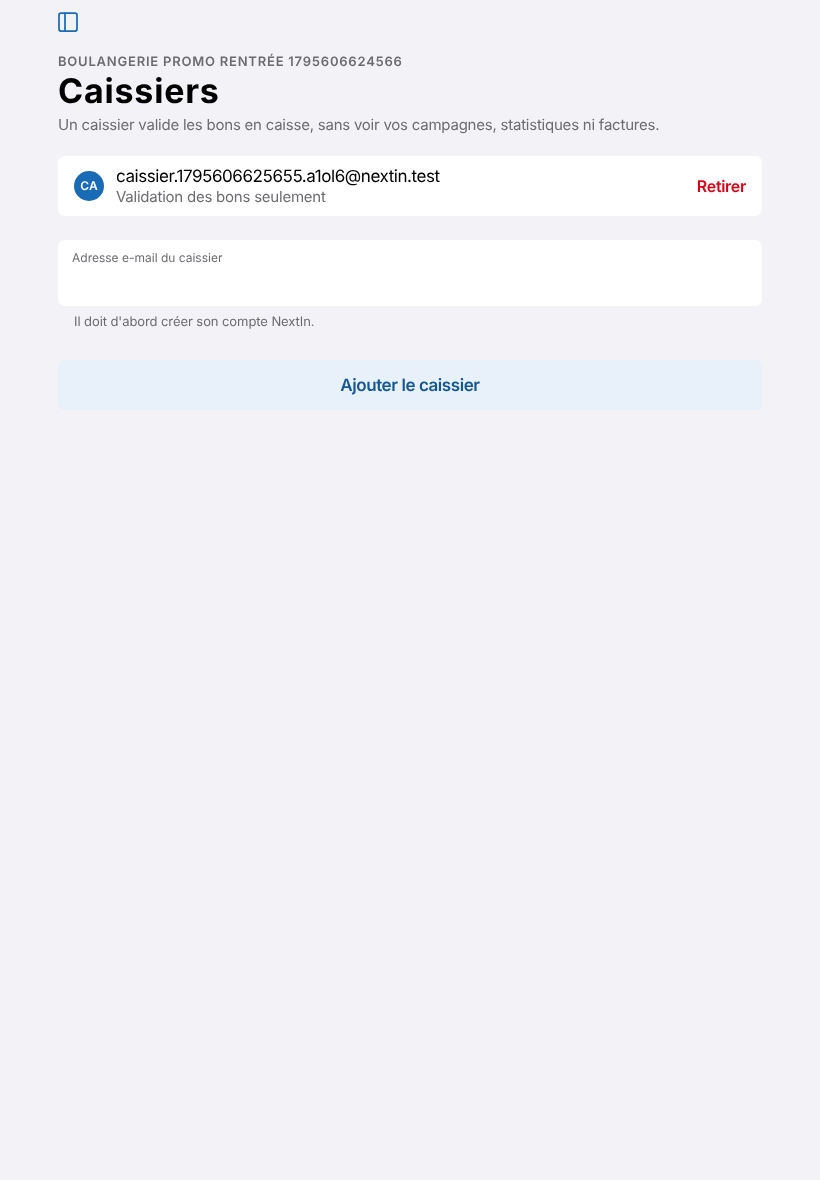 BOULANGERIE PROMO RENTRÉE 1795606624566
Caissiers
Un caissier valide les bons en caisse, sans voir vos campagnes, statistiques ni factures.
CA
caissier.1795606625655.a1ol6@nextin.test
Validation des bons seulement
Retirer
Adresse e-mail du caissier
Il doit d'abord créer son compte NextIn.
Ajouter le caissier